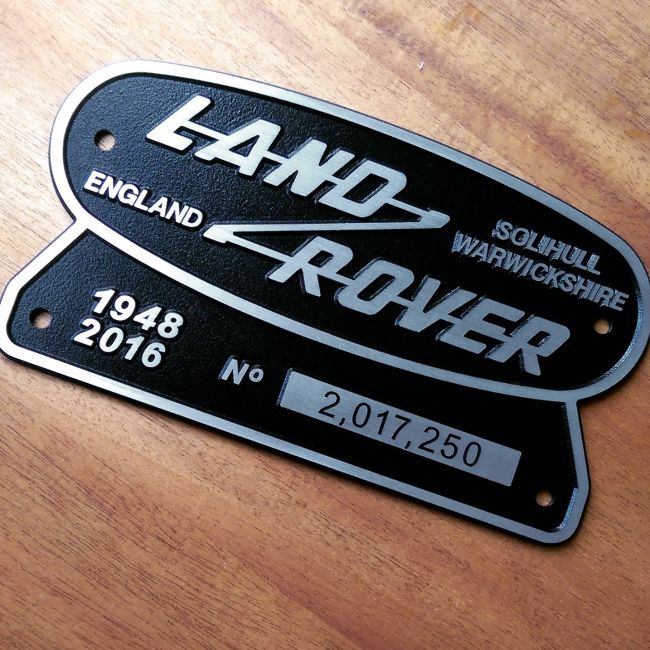 LAND
ROVER
ENGLAND
SOLIHULL
WARWICKSHIRE
1948
2016
Nº
2,017,250